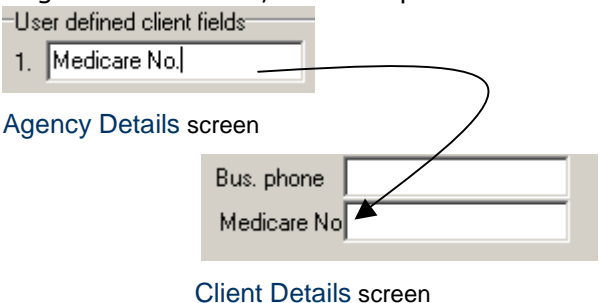 User defined client fields
1. Medicare No.
Agency Details screen
Bus. phone
Medicare No
Client Details screen